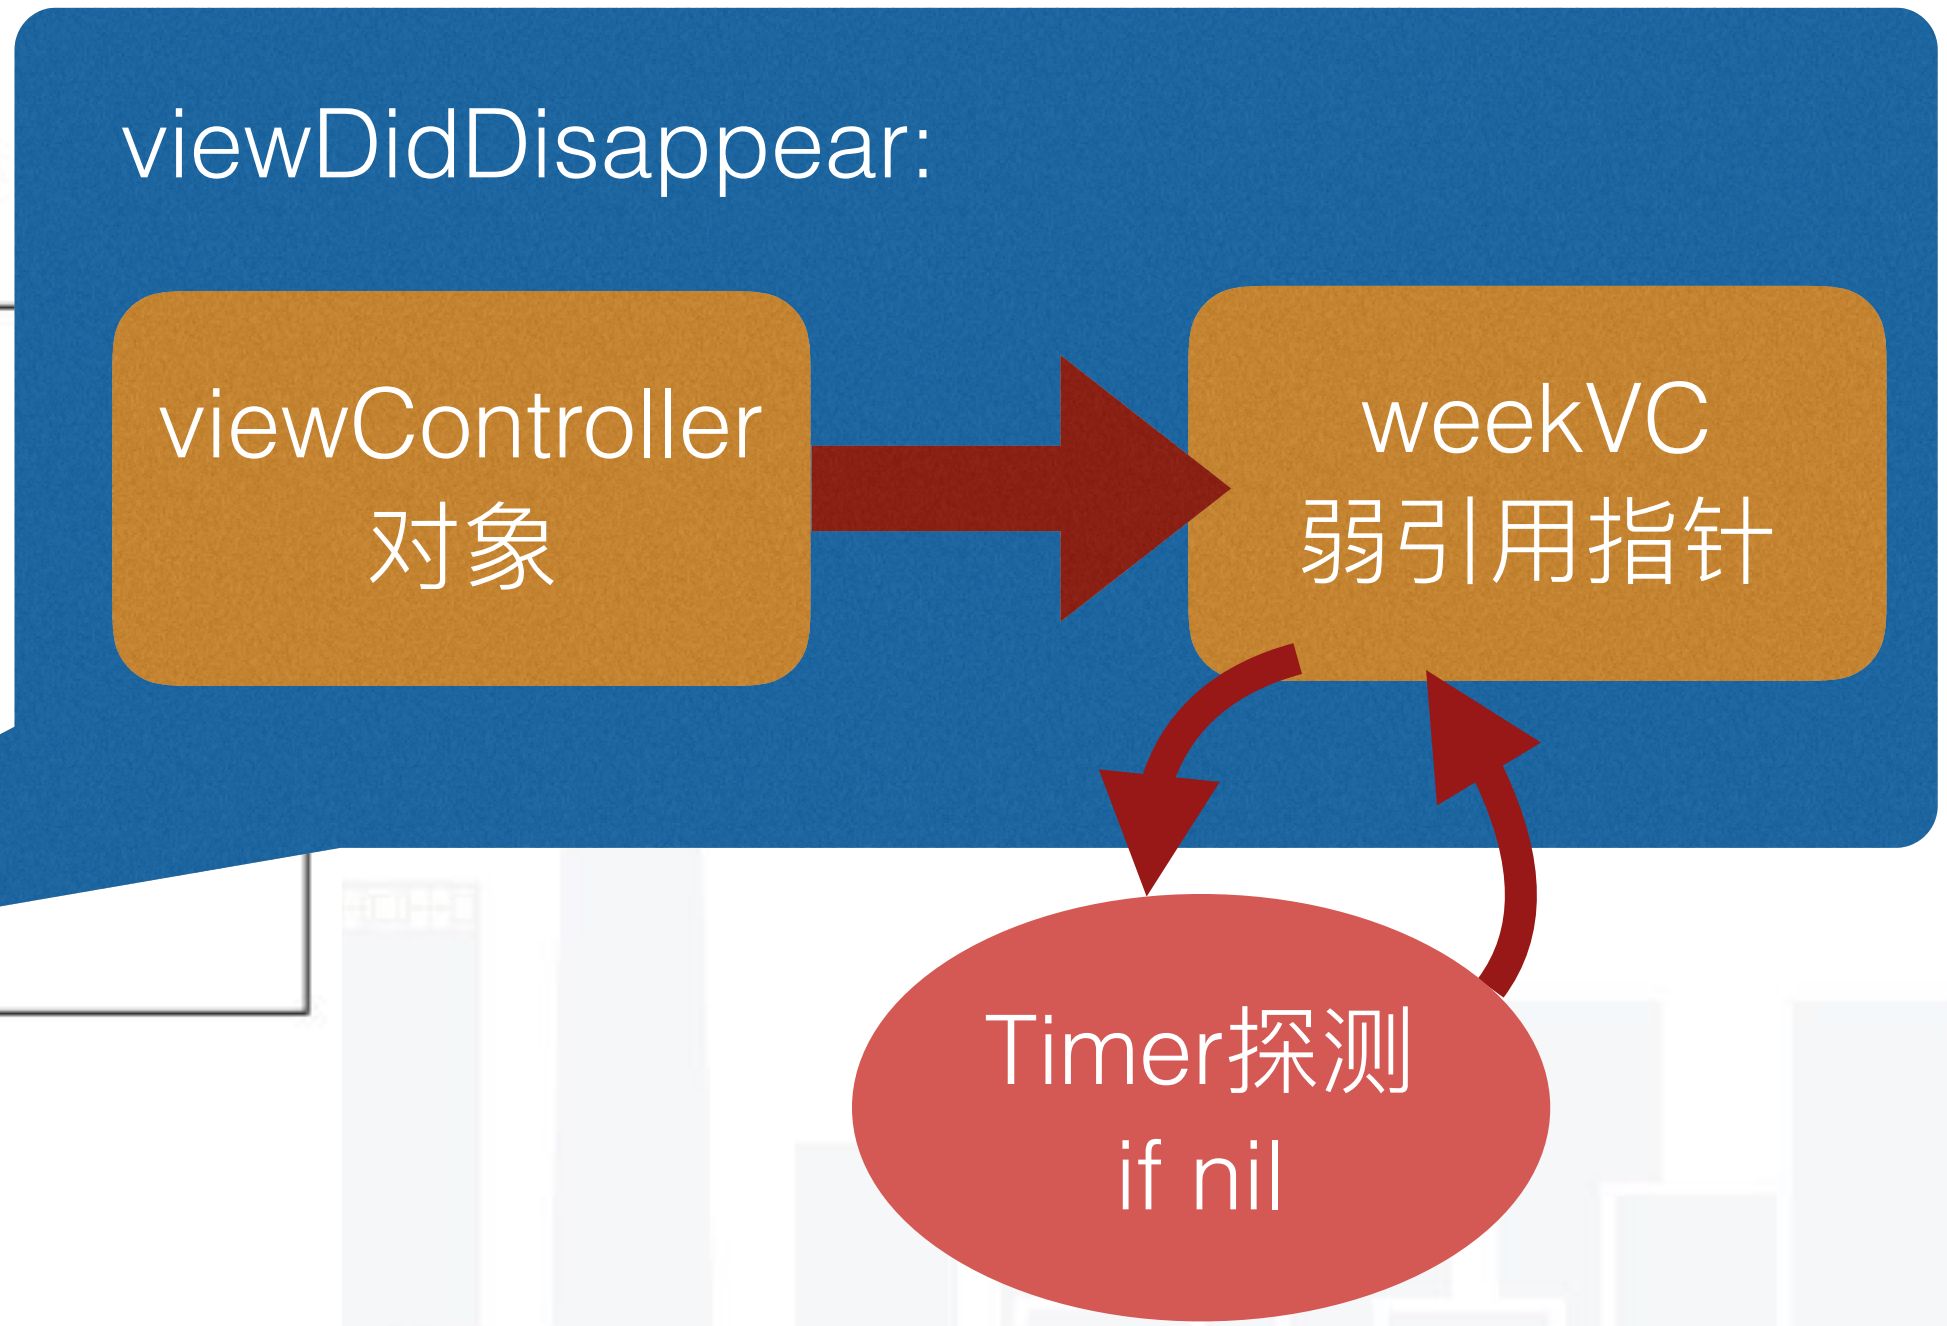 viewDidDisappear:
viewController
对象
weekVC
弱引用指针
Timer探测
if nil